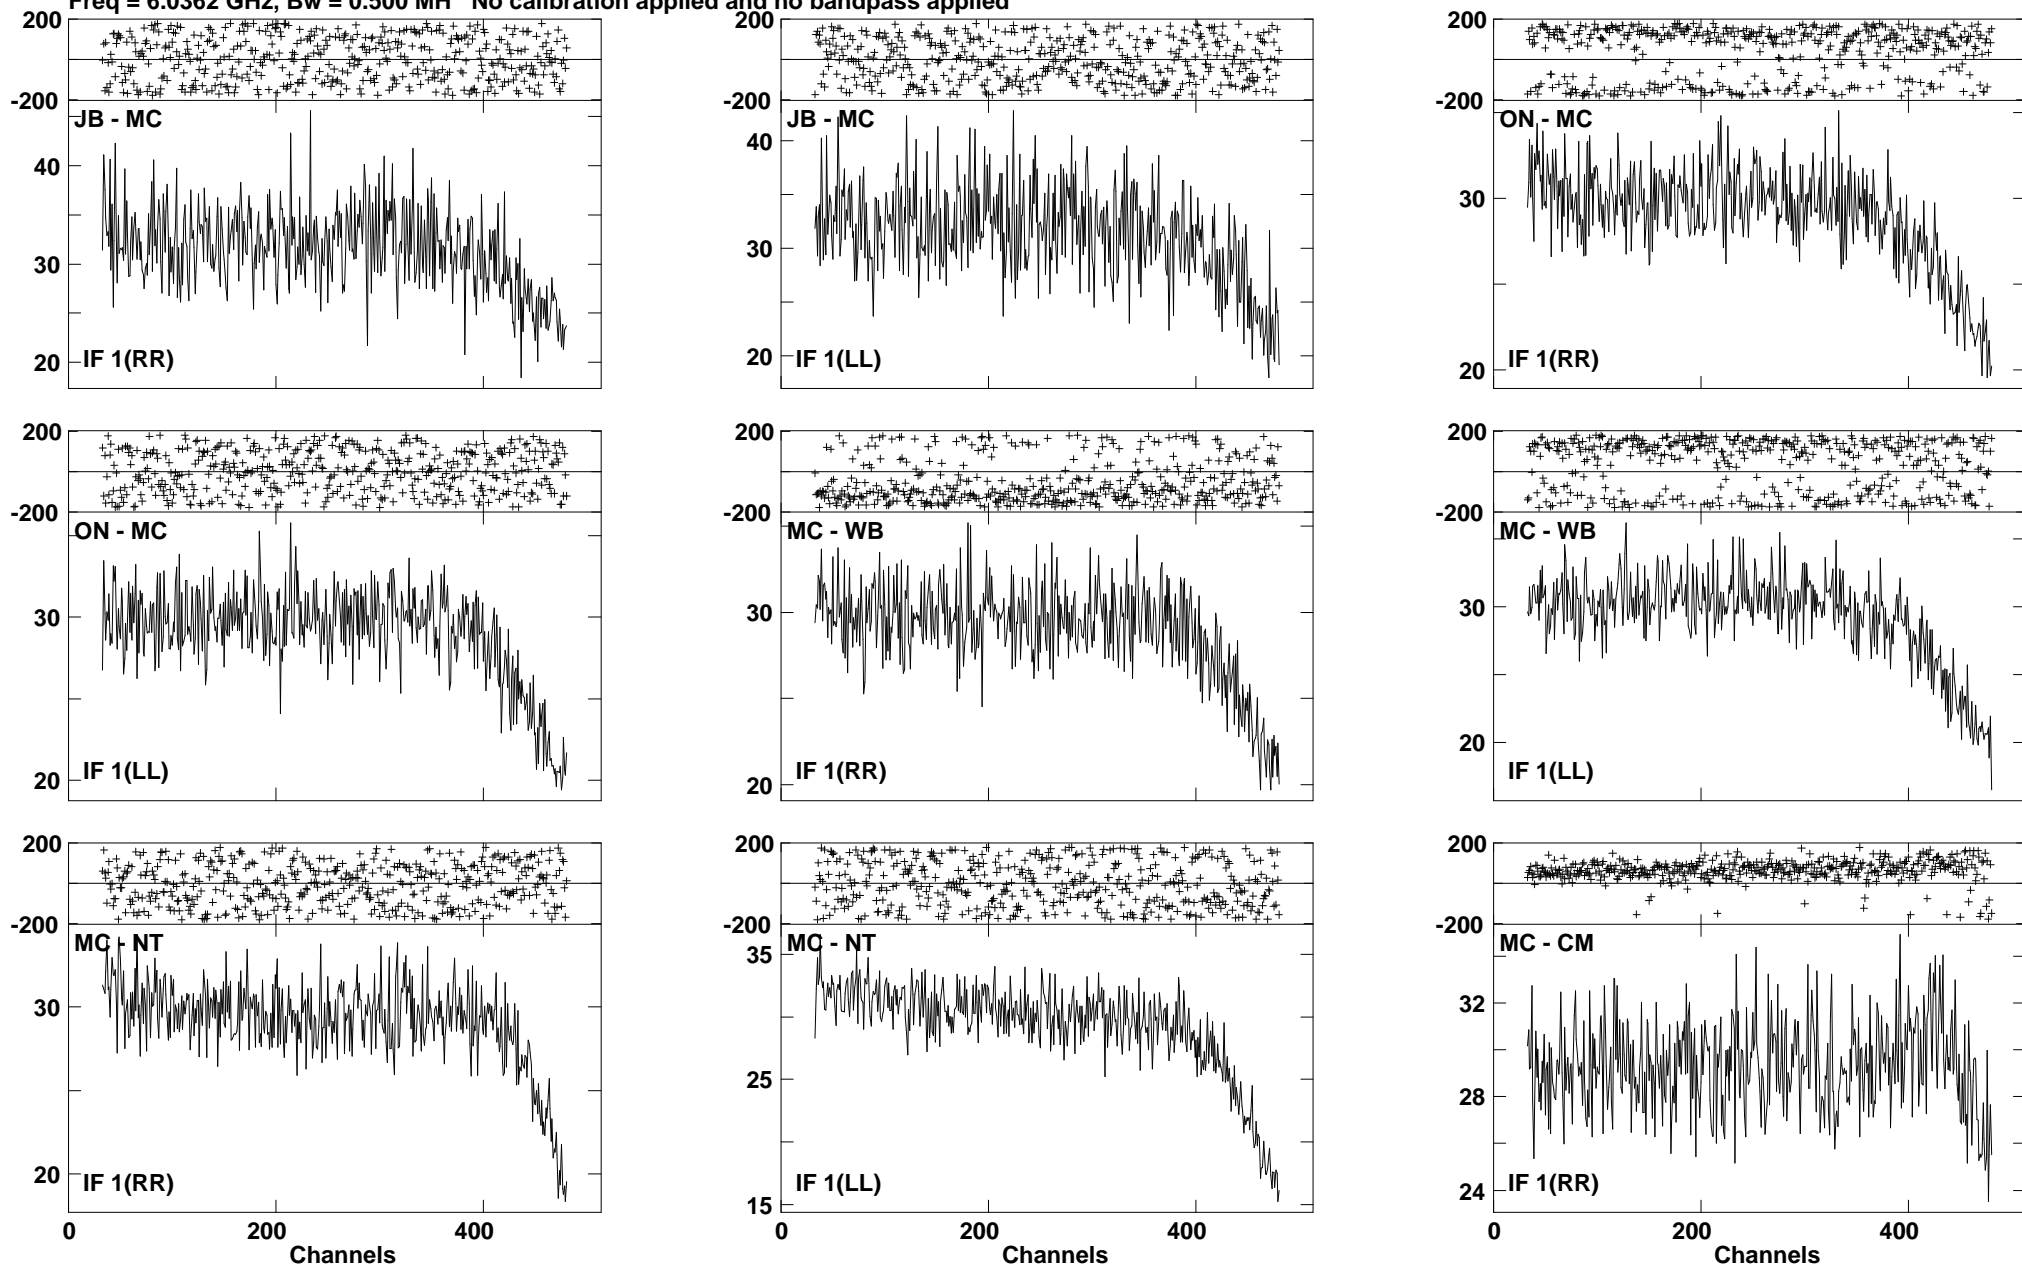 Freq = 6.0362 GHz, Bw = 0.500 MH No calibration applied and no bandpass applied
200
-200
JB - MC
40
30
20
IF 1(RR)
200
-200
JB - MC
40
30
20
IF 1(LL)
200
-200
ON - MC
30
20
IF 1(RR)
200
-200
ON - MC
30
20
IF 1(LL)
200
-200
MC - WB
30
20
IF 1(RR)
200
-200
MC - WB
30
20
IF 1(LL)
200
-200
MC - NT
30
20
IF 1(RR)
0 200 400
Channels
200
-200
MC - NT
35
25
15
IF 1(LL)
0 200 400
Channels
200
-200
MC - CM
32
28
24
IF 1(RR)
0 200 400
Channels